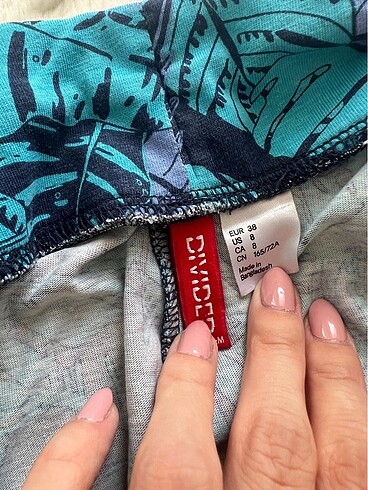 DIVIDED
EUR 38
US 8
CA 8
CN 165/72A
Made in
Bangladesh